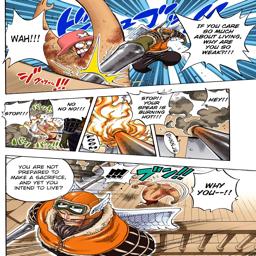 IF YOU CARE
SO MUCH
ABOUT LIVING,
WHY ARE
YOU SO
WEAK?!!!
WAH!!!
STOP!!
YOUR
SPEAR IS
BURNING
HOT!!!
NO
NO NO!!!
STOP!!!
WHY
YOU--!!
YOU ARE NOT
PREPARED TO
MAKE A SACRIFICE,
AND YET YOU
INTEND TO LIVE?